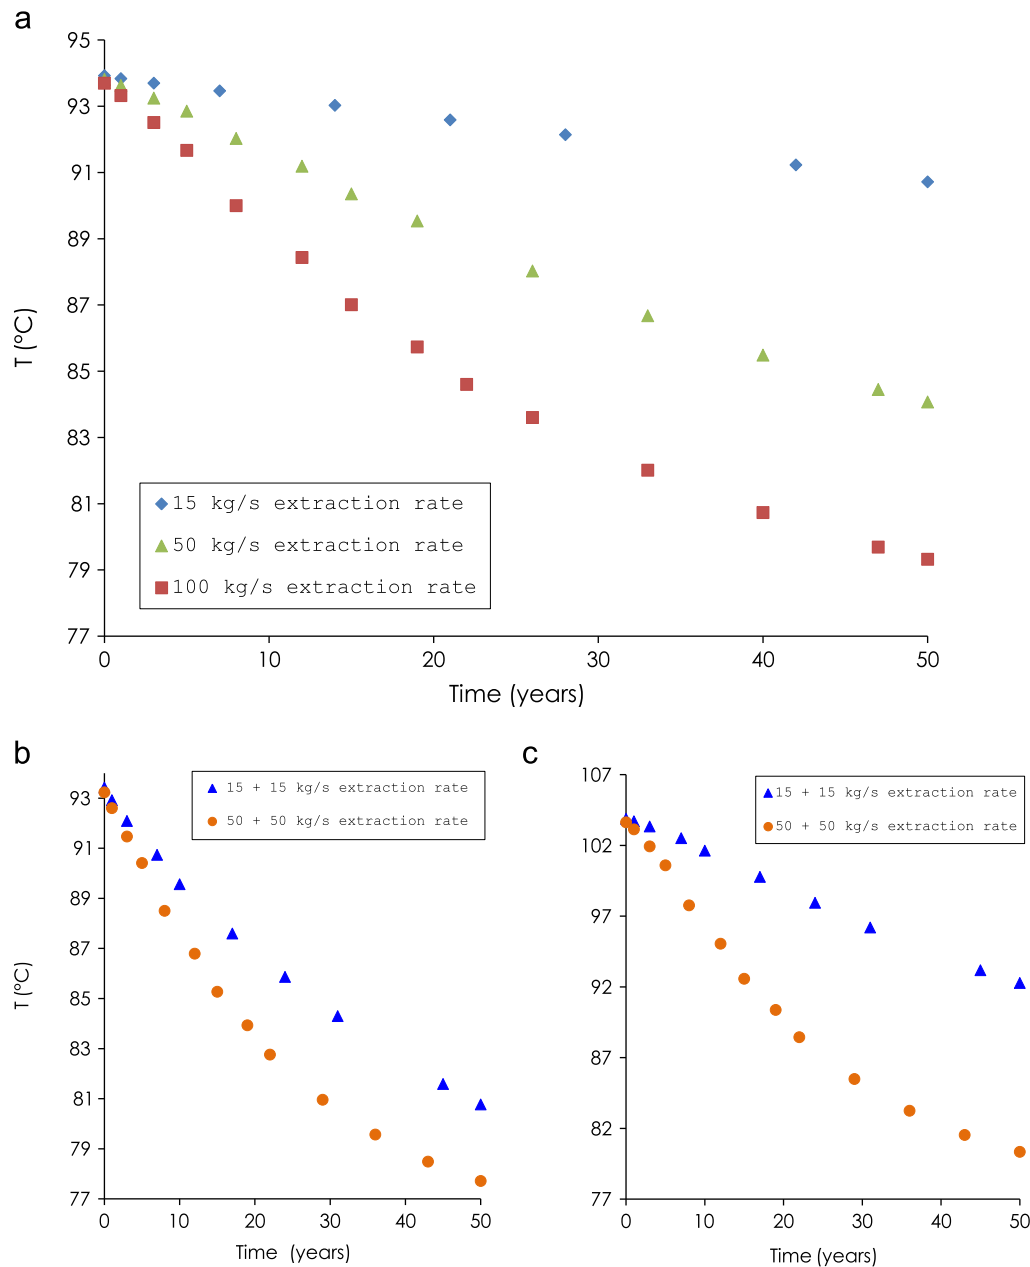 a
95
93
91
89
87
85
83
81
79
77
T (°C)
15 kg/s extraction rate
50 kg/s extraction rate
100 kg/s extraction rate
0 10 20 30 40 50
Time (years)
b
93
91
89
87
85
83
81
79
77
T (°C)
15 + 15 kg/s extraction rate
50 + 50 kg/s extraction rate
0 10 20 30 40 50
Time (years)
c
107
102
97
92
87
82
77
15 + 15 kg/s extraction rate
50 + 50 kg/s extraction rate
0 10 20 30 40 50
Time (years)